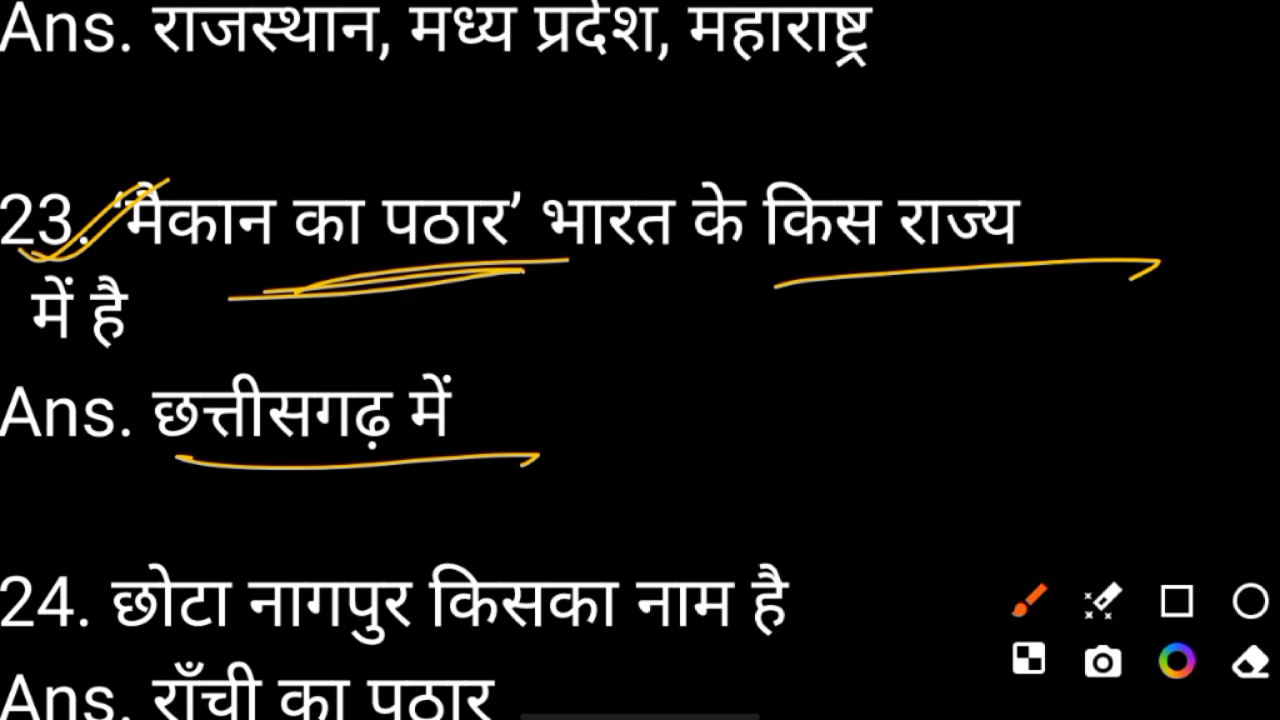 Ans. राजस्थान, मध्य प्रदेश, महाराष्ट्र
23. ‘मैकान का पठार’ भारत के किस राज्य
में है
Ans. छत्तीसगढ़ में
24. छोटा नागपुर किसका नाम है
Ans. राँची का पठार